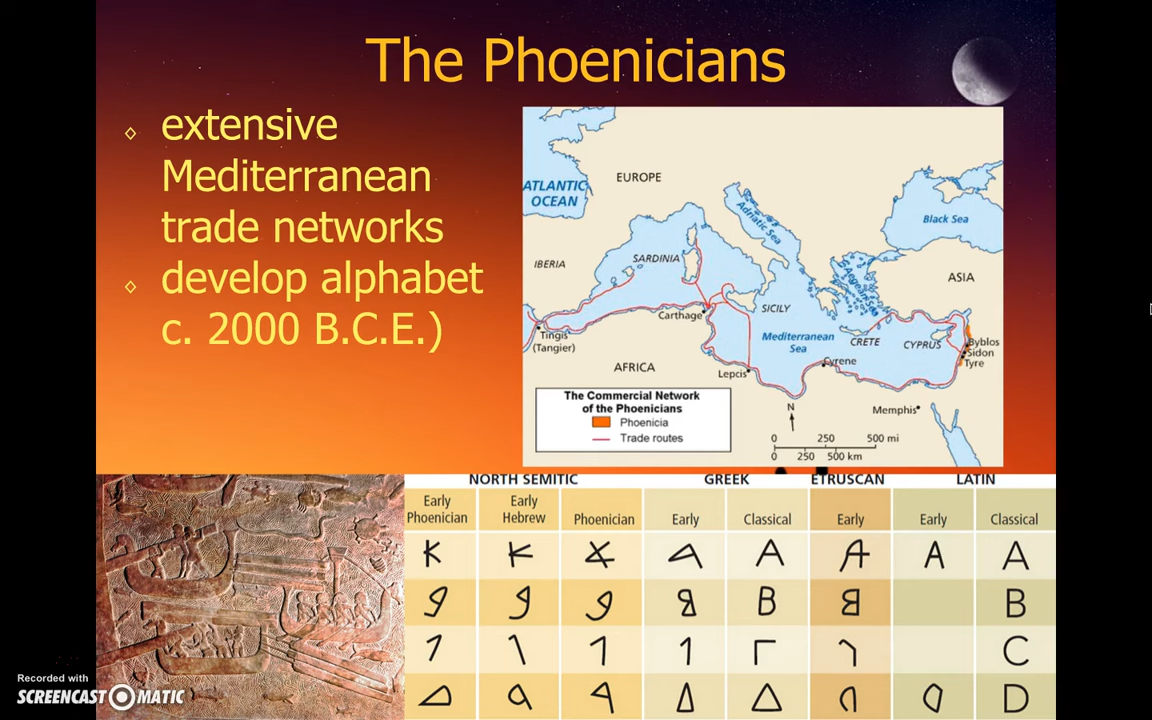 The Phoenicians
◊ extensive
Mediterranean
trade networks
◊ develop alphabet
c. 2000 B.C.E.)
ATLANTIC
OCEAN
EUROPE
Adriatic Sea
Black Sea
IBERIA
SARDINIA
Aegean Sea
ASIA
SICILY
Carthage
Tingis
(Tangier)
Mediterranean
Sea
CRETE
CYPRUS
Byblos
Sidon
Tyre
Cyrene
AFRICA
Lepcis
Memphis
The Commercial Network
of the Phoenicians
Phoenicia
Trade routes
N
0 250 500 mi
0 250 500 km
NORTH SEMITIC GREEK ETRUSCAN LATIN
Early Phoenician Early Hebrew Phoenician Early Classical Early Early Classical
A A A
B B
C
D
Recorded with
SCREENCAST MATIC